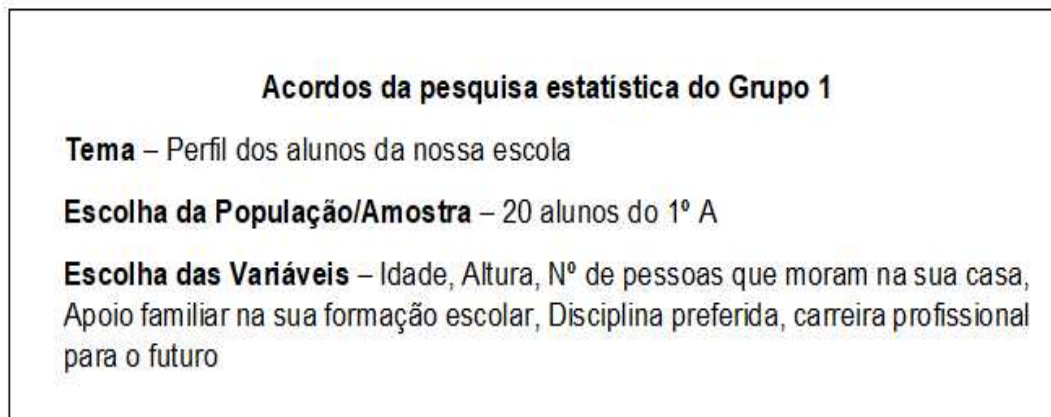 Acordos da pesquisa estatística do Grupo 1
Tema – Perfil dos alunos da nossa escola
Escolha da População/Amostra – 20 alunos do 1º A
Escolha das Variáveis – Idade, Altura, Nº de pessoas que moram na sua casa,
Apoio familiar na sua formação escolar, Disciplina preferida, carreira profissional
para o futuro